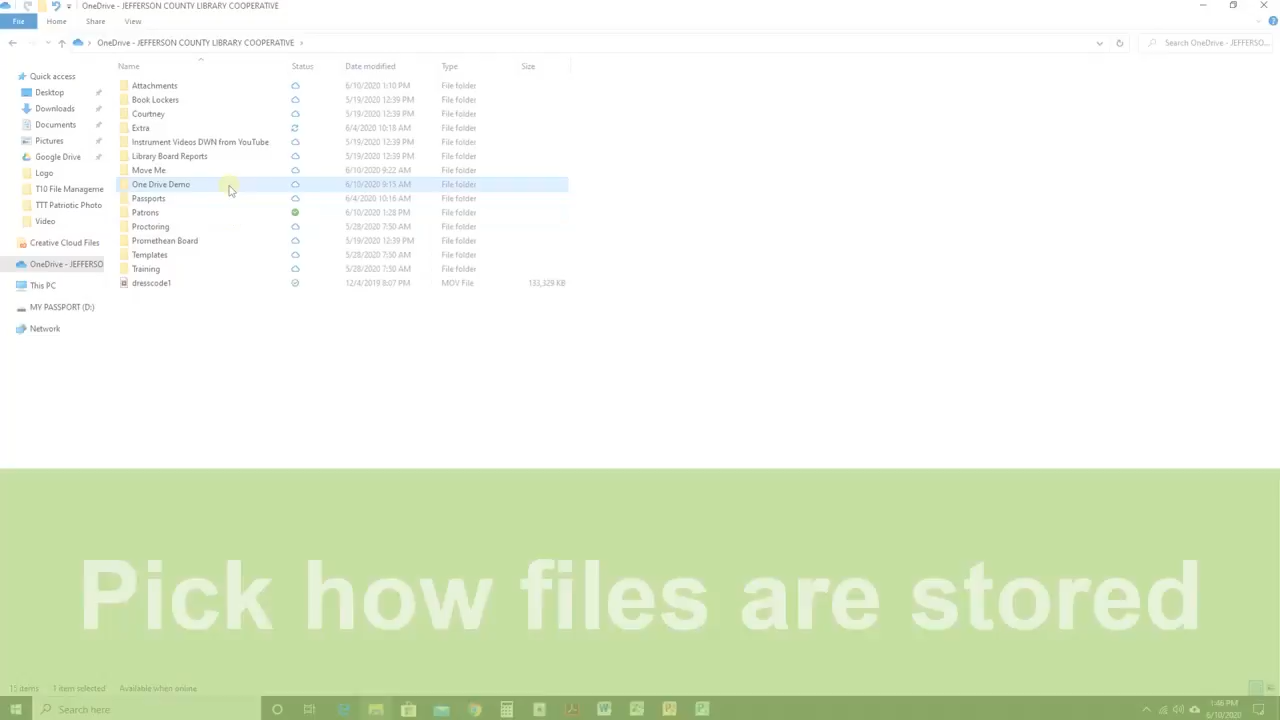 OneDrive - JEFFERSON COUNTY LIBRARY COOPERATIVE
File Home Share View
OneDrive - JEFFERSON COUNTY LIBRARY COOPERATIVE
Search OneDrive - JEFFERSO...
Name Status Date modified Type Size
Quick access
Desktop
Downloads
Documents
Pictures
Google Drive
Logo
T10 File Manageme
TTT Patriotic Photo
Video
Creative Cloud Files
OneDrive - JEFFERSO
This PC
MY PASSPORT (D:)
Network
Attachments 6/10/2020 1:10 PM File folder
Book Lockers 5/19/2020 12:39 PM File folder
Courtney 5/19/2020 12:39 PM File folder
Extra 6/4/2020 10:18 AM File folder
Instrument Videos DWN from YouTube 5/19/2020 12:39 PM File folder
Library Board Reports 5/19/2020 12:39 PM File folder
Move Me 6/10/2020 9:22 AM File folder
One Drive Demo 6/10/2020 9:15 AM File folder
Passports 6/4/2020 10:16 AM File folder
Patrons 6/10/2020 1:28 PM File folder
Proctoring 5/28/2020 7:50 AM File folder
Promethean Board 5/19/2020 12:39 PM File folder
Templates 5/28/2020 7:50 AM File folder
Training 5/28/2020 7:50 AM File folder
dresscode1 12/4/2019 8:07 PM MOV File 133,329 KB
Pick how files are stored
15 items 1 item selected Available when online
Search here
1:46 PM
6/10/2020